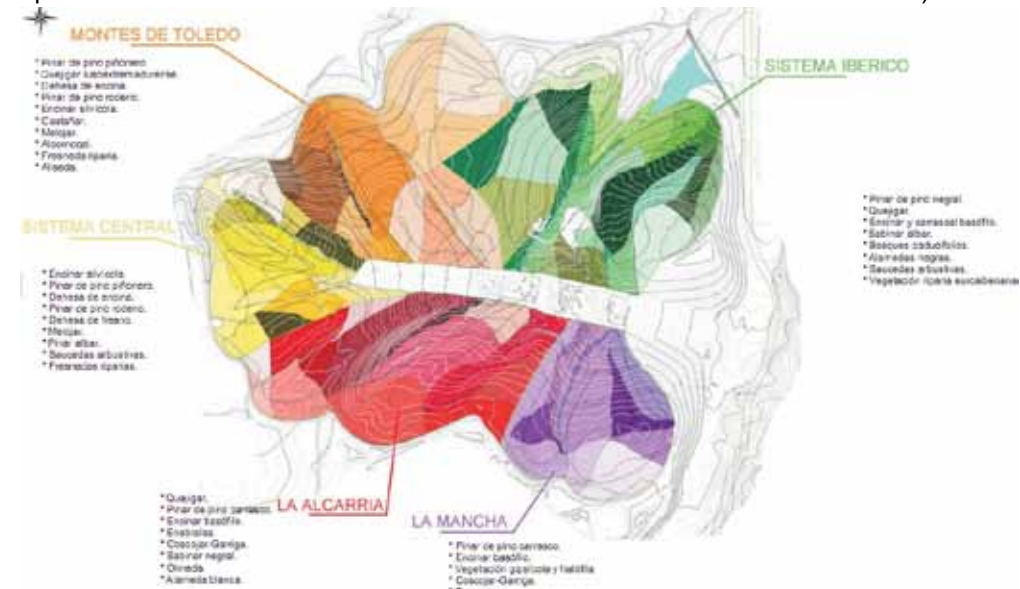 MONTES DE TOLEDO
* Pinar de pino piñonero.
* Quejigar lusoextremadurense.
* Dehesa de encina.
* Pinar de pino rodeno.
* Encinar silvícola.
* Castañar.
* Melojar.
* Alcornocal.
* Fresneda riparia.
* Aliseda.
SISTEMA IBERICO
* Pinar de pino negral.
* Quejigar.
* Encinar y carrascal basófilo.
* Sabinar albar.
* Bosques caducifolios.
* Alamedas negras.
* Saucedas arbustivas.
* Vegetación riparia
SISTEMA CENTRAL
* Encinar silvícola.
* Pinar de pino piñonero.
* Dehesa de encina.
* Pinar de pino rodeno.
* Dehesa de fresno.
* Melojar.
* Pinar albar.
* Saucedas arbustivas.
* Fresnedas riparias.
LA ALCARRIA
* Quejigar.
* Pinar de pino carrasco.
* Encinar basófilo.
* Enebrales.
* Coscojar-Garriga.
* Sabinar negral.
* Olmeda.
* Alameda blanca.
LA MANCHA
* Pinar de pino carrasco.
* Encinar basófilo.
* Vegetación gipsícola y halófila.
* Coscojar-Garriga.